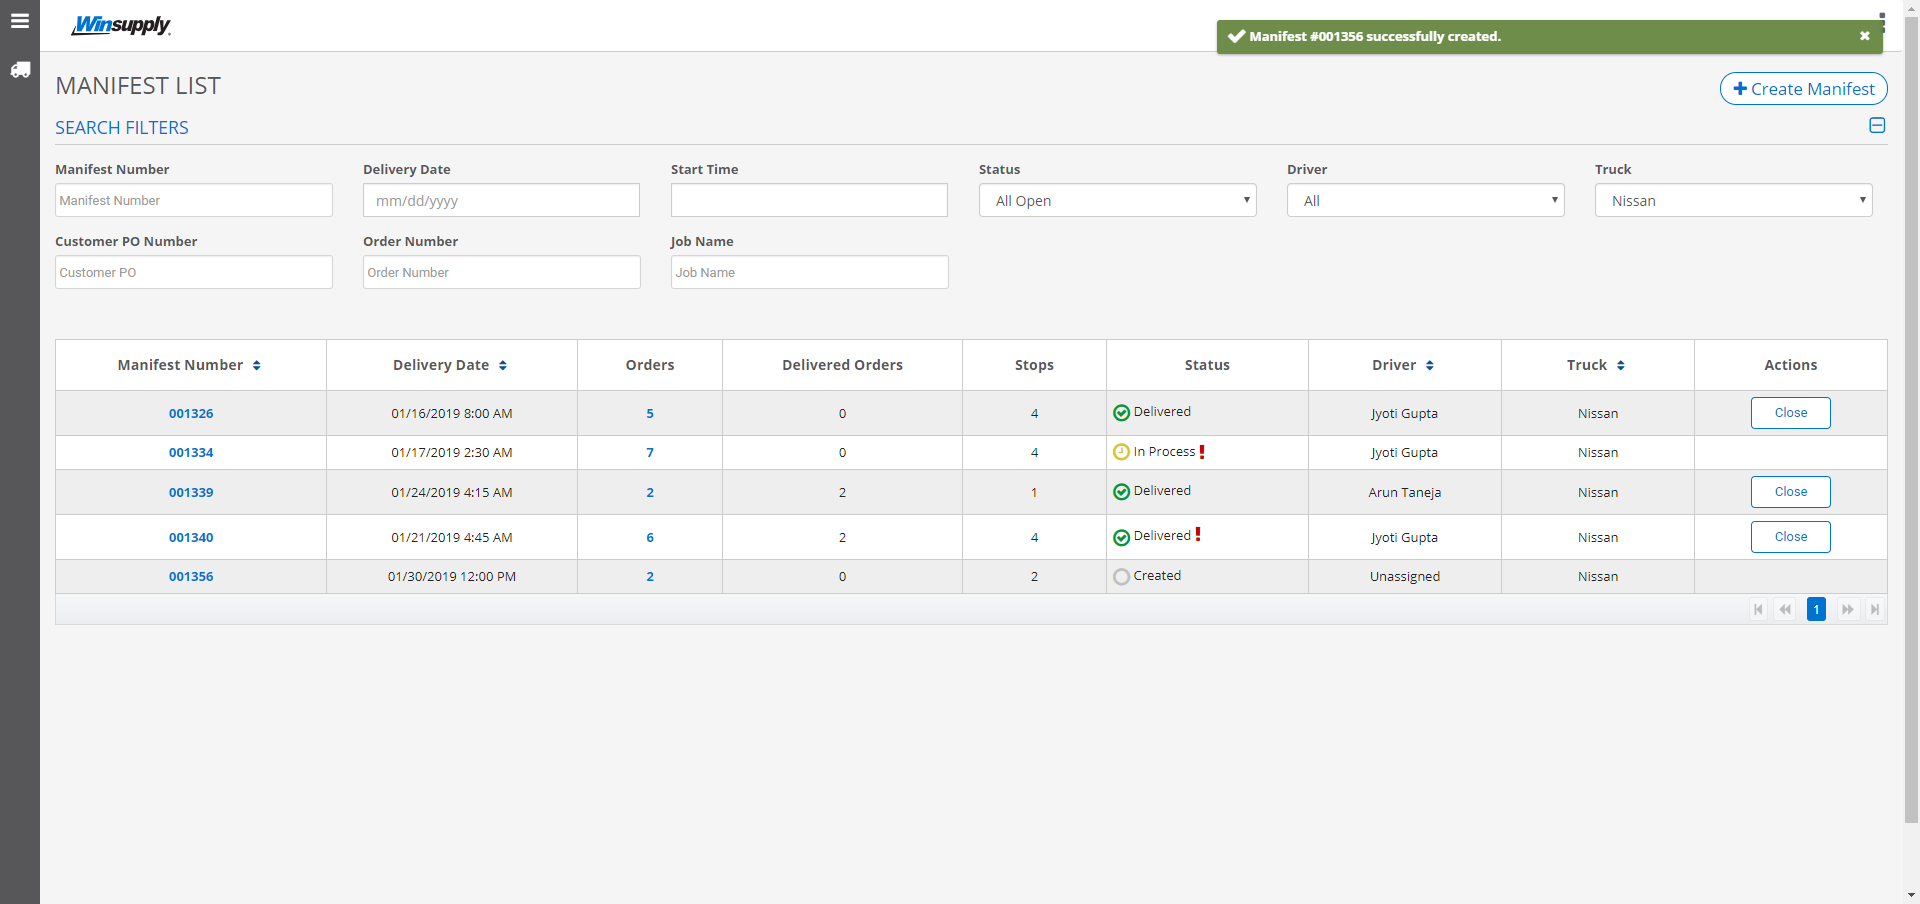 Winsupply
Manifest #001356 successfully created.
MANIFEST LIST
Create Manifest
SEARCH FILTERS
Manifest Number Delivery Date Start Time Status Driver Truck
Manifest Number mm/dd/yyyy All Open All Nissan
Customer PO Number Order Number Job Name
Customer PO Order Number Job Name
Manifest Number Delivery Date Orders Delivered Orders Stops Status Driver Truck Actions
001326 01/16/2019 8:00 AM 5 0 4 Delivered Jyoti Gupta Nissan Close
001334 01/17/2019 2:30 AM 7 0 4 In Process ! Jyoti Gupta Nissan
001339 01/24/2019 4:15 AM 2 2 1 Delivered Arun Taneja Nissan Close
001340 01/21/2019 4:45 AM 6 2 4 Delivered ! Jyoti Gupta Nissan Close
001356 01/30/2019 12:00 PM 2 0 2 Created Unassigned Nissan
1